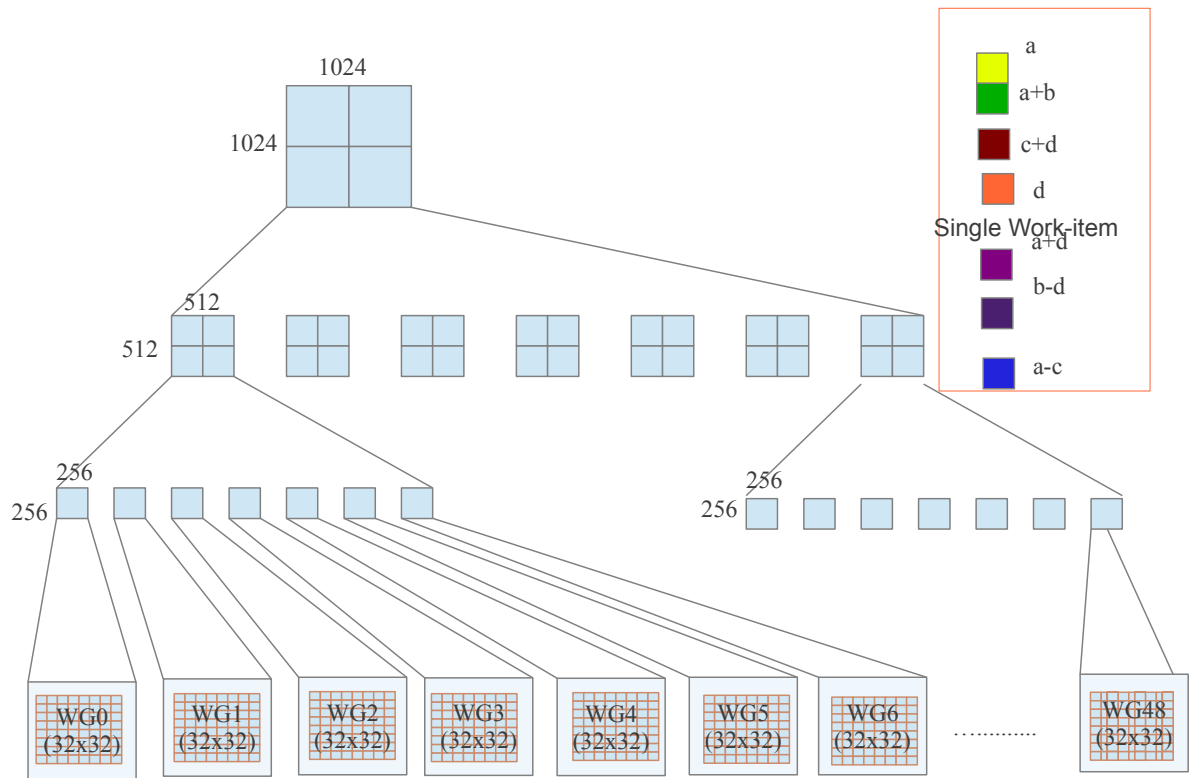 1024
1024
a
a+b
c+d
d
Single Work-item
a+d
b-d
a-c
512
512
256
256
256
256
WG0
(32x32)
WG1
(32x32)
WG2
(32x32)
WG3
(32x32)
WG4
(32x32)
WG5
(32x32)
WG6
(32x32)
.............
WG48
(32x32)